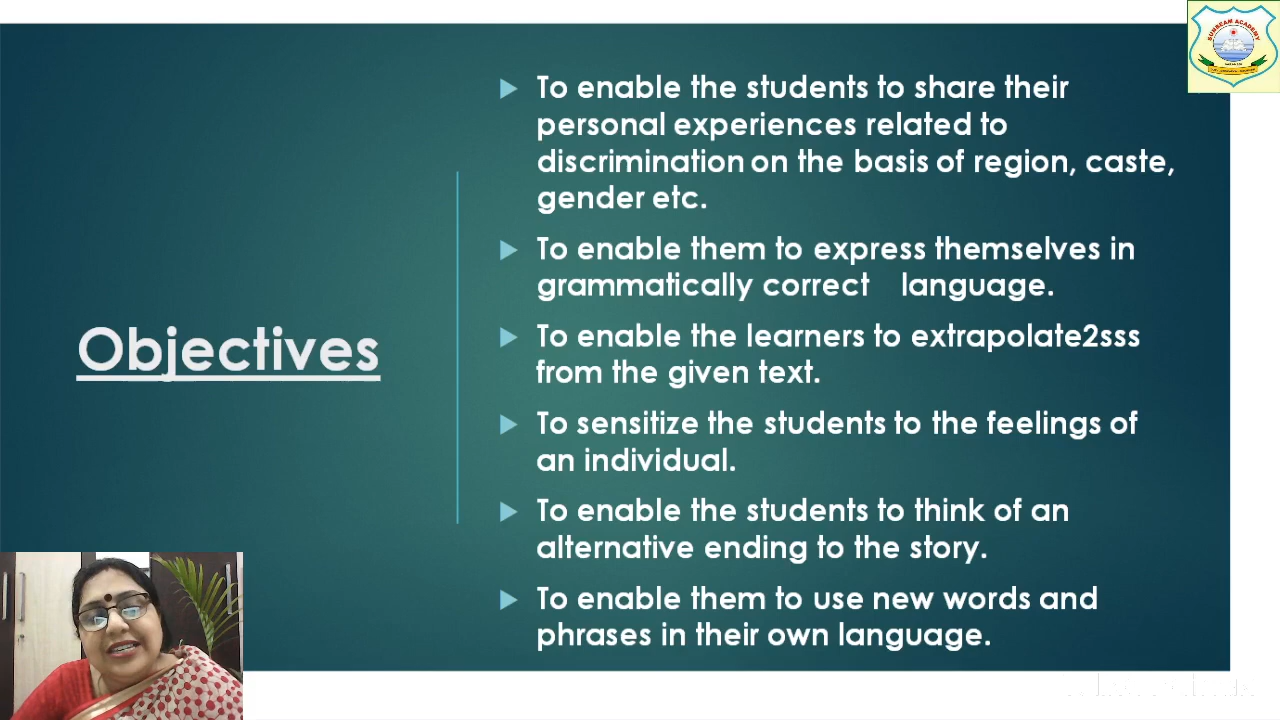 SUNBEAM ACADEMY
To enable the students to share their
personal experiences related to
discrimination on the basis of region, caste,
gender etc.
To enable them to express themselves in
grammatically correct language.
Objectives
To enable the learners to extrapolate2sss
from the given text.
To sensitize the students to the feelings of
an individual.
To enable the students to think of an
alternative ending to the story.
To enable them to use new words and
phrases in their own language.